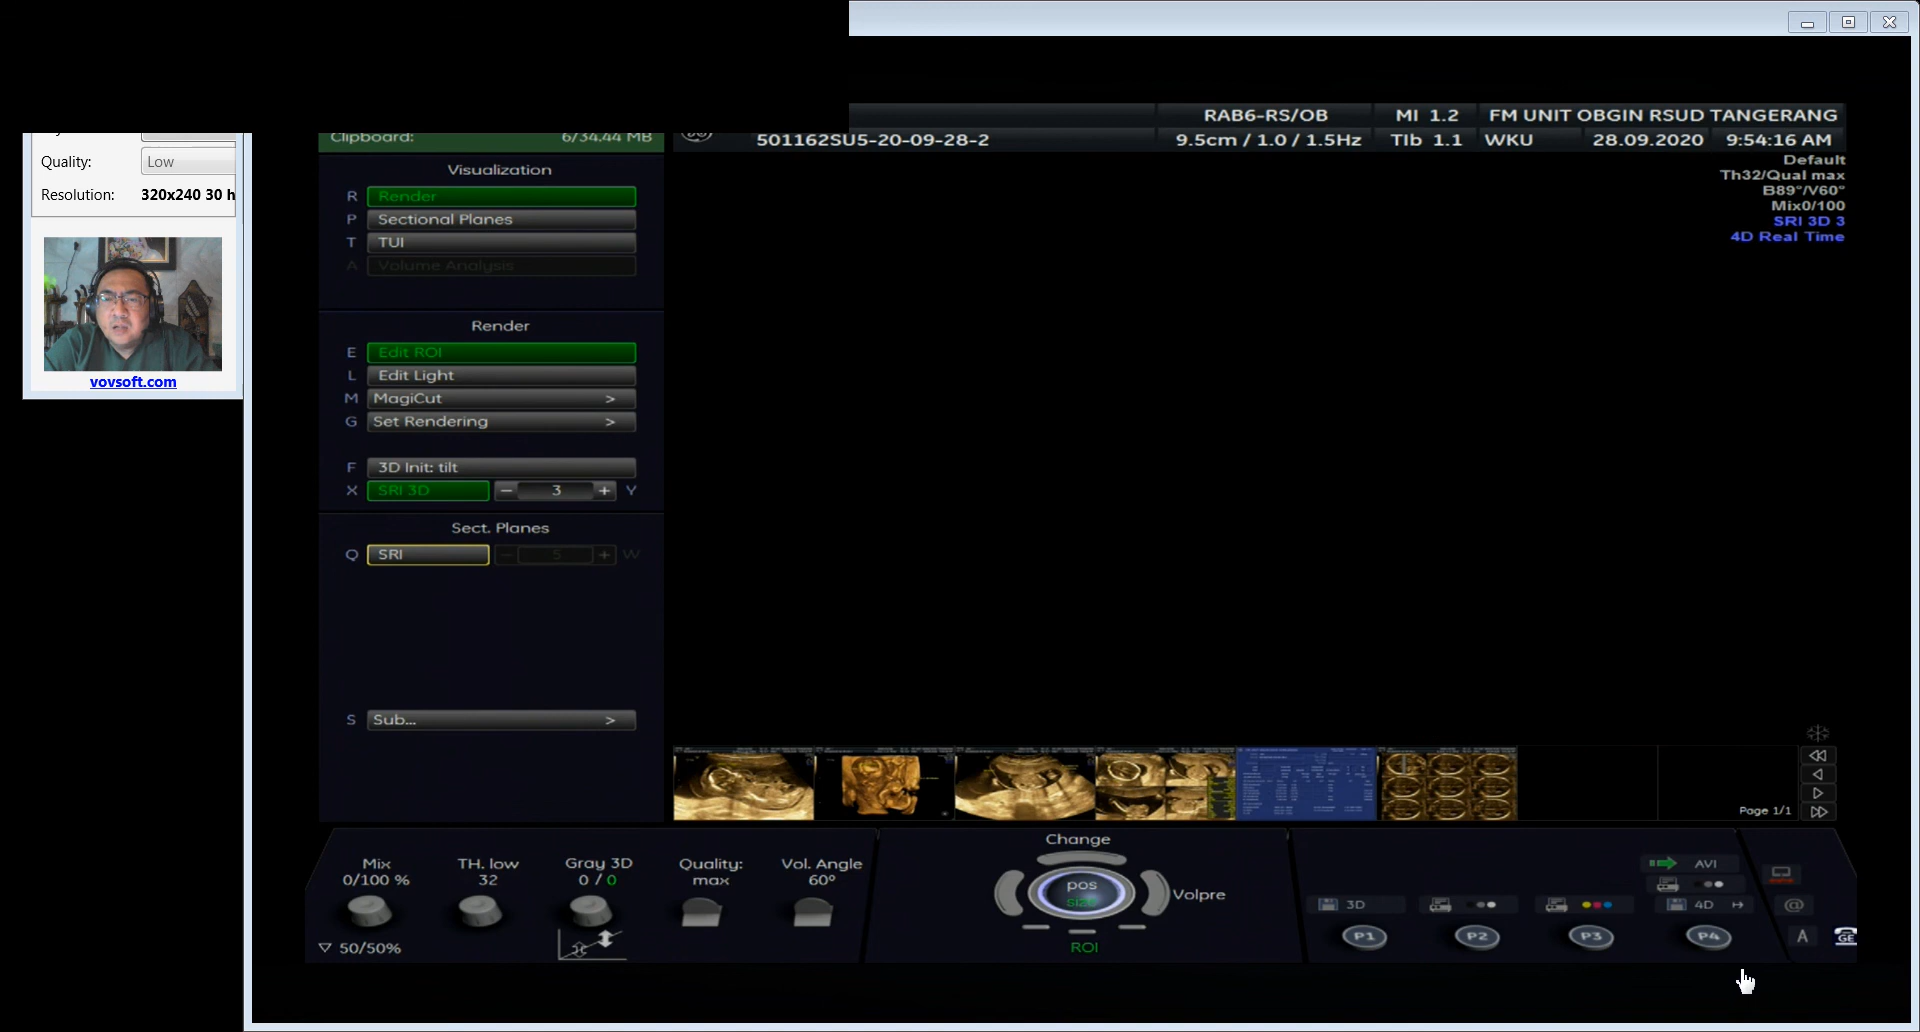 RAB6-RS/OB MI 1.2 FM UNIT OBGIN RSUD TANGERANG
Clipboard: 6/34.44 MB
501162SU5-20-09-28-2 9.5cm / 1.0 / 1.5Hz TIb 1.1 WKU 28.09.2020 9:54:16 AM
Default
Th32/Qual max
B89°/V60°
Mix0/100
SRI 3D 3
4D Real Time
Quality: Low
Resolution: 320x240 30 h
vovsoft.com
Visualization
R Render
P Sectional Planes
T TUI
A Volume Analysis
Render
E Edit ROI
L Edit Light
M MagiCut >
G Set Rendering >
F 3D Init: tilt
X SRI 3D − 3 + Y
Sect. Planes
Q SRI − 5 + W
S Sub... >
Page 1/1
Mix
0/100 %
50/50%
TH. low
32
Gray 3D
0 / 0
Quality:
max
Vol. Angle
60°
Change
pos
size
Volpre
ROI
AVI
3D
4D
P1 P2 P3 P4
@
A
GE